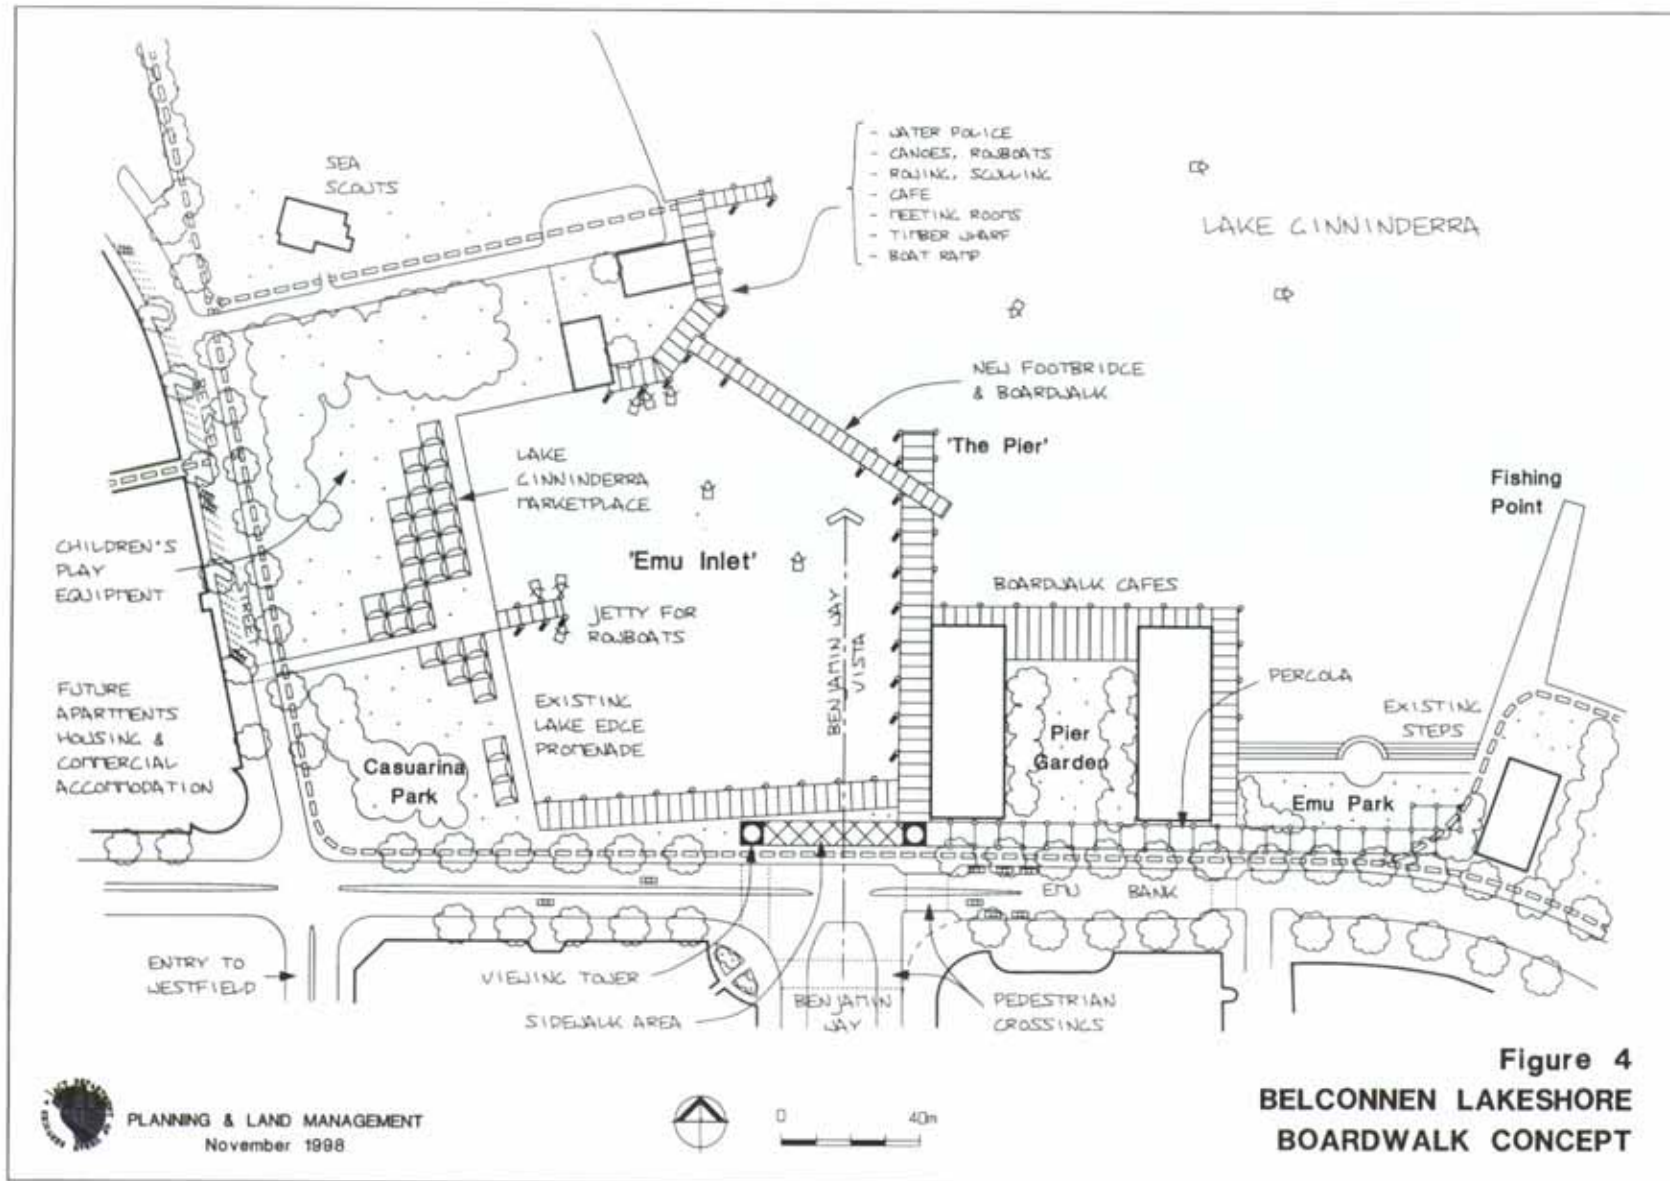 SEA
SCOUTS
- WATER POLICE
- CANOES, ROWBOATS
- ROWING, SCULLING
- CAFE
- MEETING ROOMS
- TIMBER WHARF
- BOAT RAMP
LAKE GINNINDERRA
NEW FOOTBRIDGE
& BOARDWALK
'The Pier'
LAKE
GINNINDERRA
MARKETPLACE
Fishing
Point
CHILDREN'S
PLAY
EQUIPMENT
'Emu Inlet'
BOARDWALK CAFES
JETTY FOR
ROWBOATS
BENJAMIN WAY
VISTA
PERGOLA
FUTURE
APARTMENTS
HOUSING &
COMMERCIAL
ACCOMMODATION
EXISTING
LAKE EDGE
PROMENADE
EXISTING
STEPS
Pier
Garden
Casuarina
Park
Emu Park
EMU BANK
ENTRY TO
WESTFIELD
VIEWING TOWER
SIDEWALK AREA
BENJAMIN
WAY
PEDESTRIAN
CROSSINGS
Figure 4
BELCONNEN LAKESHORE
BOARDWALK CONCEPT
PLANNING & LAND MANAGEMENT
November 1998
0 40m